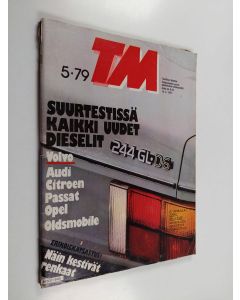 5·79 TM
SUURTESTISSÄ
KAIKKI UUDET
DIESELIT
244 GL D6
Volvo
Audi
Citroen
Passat
Opel
Oldsmobile
ERIKOISKATSASTUS:
Näin kestivät
renkaat